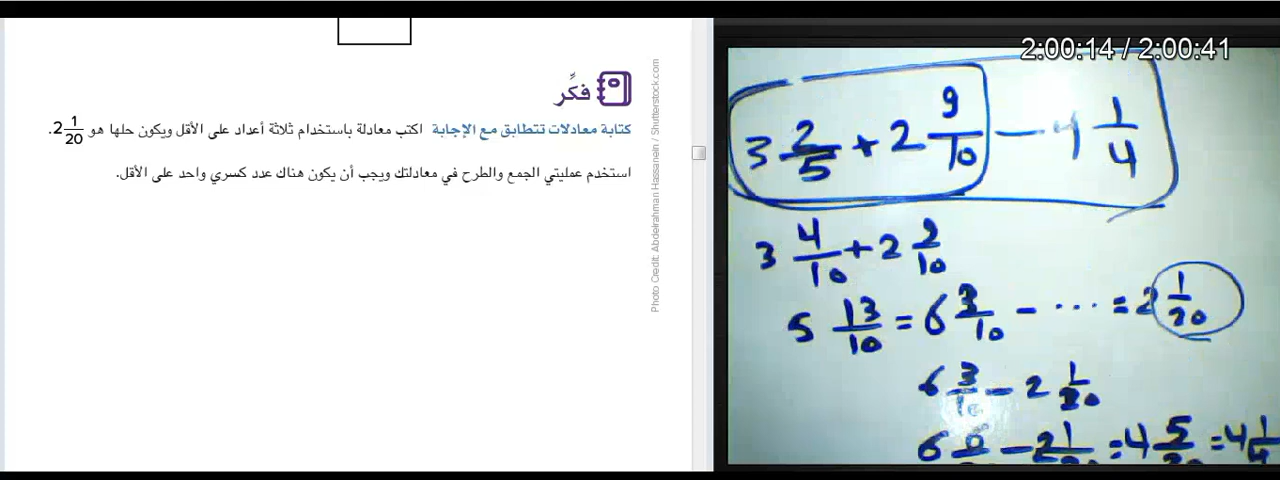 2:00:14 / 2:00:41
فكِّر
كتابة معادلات تتطابق مع الإجابة اكتب معادلة باستخدام ثلاثة أعداد على الأقل ويكون حلها هو 2 1/20.
استخدم عمليتي الجمع والطرح في معادلتك ويجب أن يكون هناك عدد كسري واحد على الأقل.
Photo Credit: Abdelrahman Hassanein / Shutterstock.com
3 2/5 + 2 9/10 − 4 1/4
3 4/10 + 2 2/10
5 13/10 = 6 3/10 − ... = 2 1/20
6 3/10 − 2 1/20